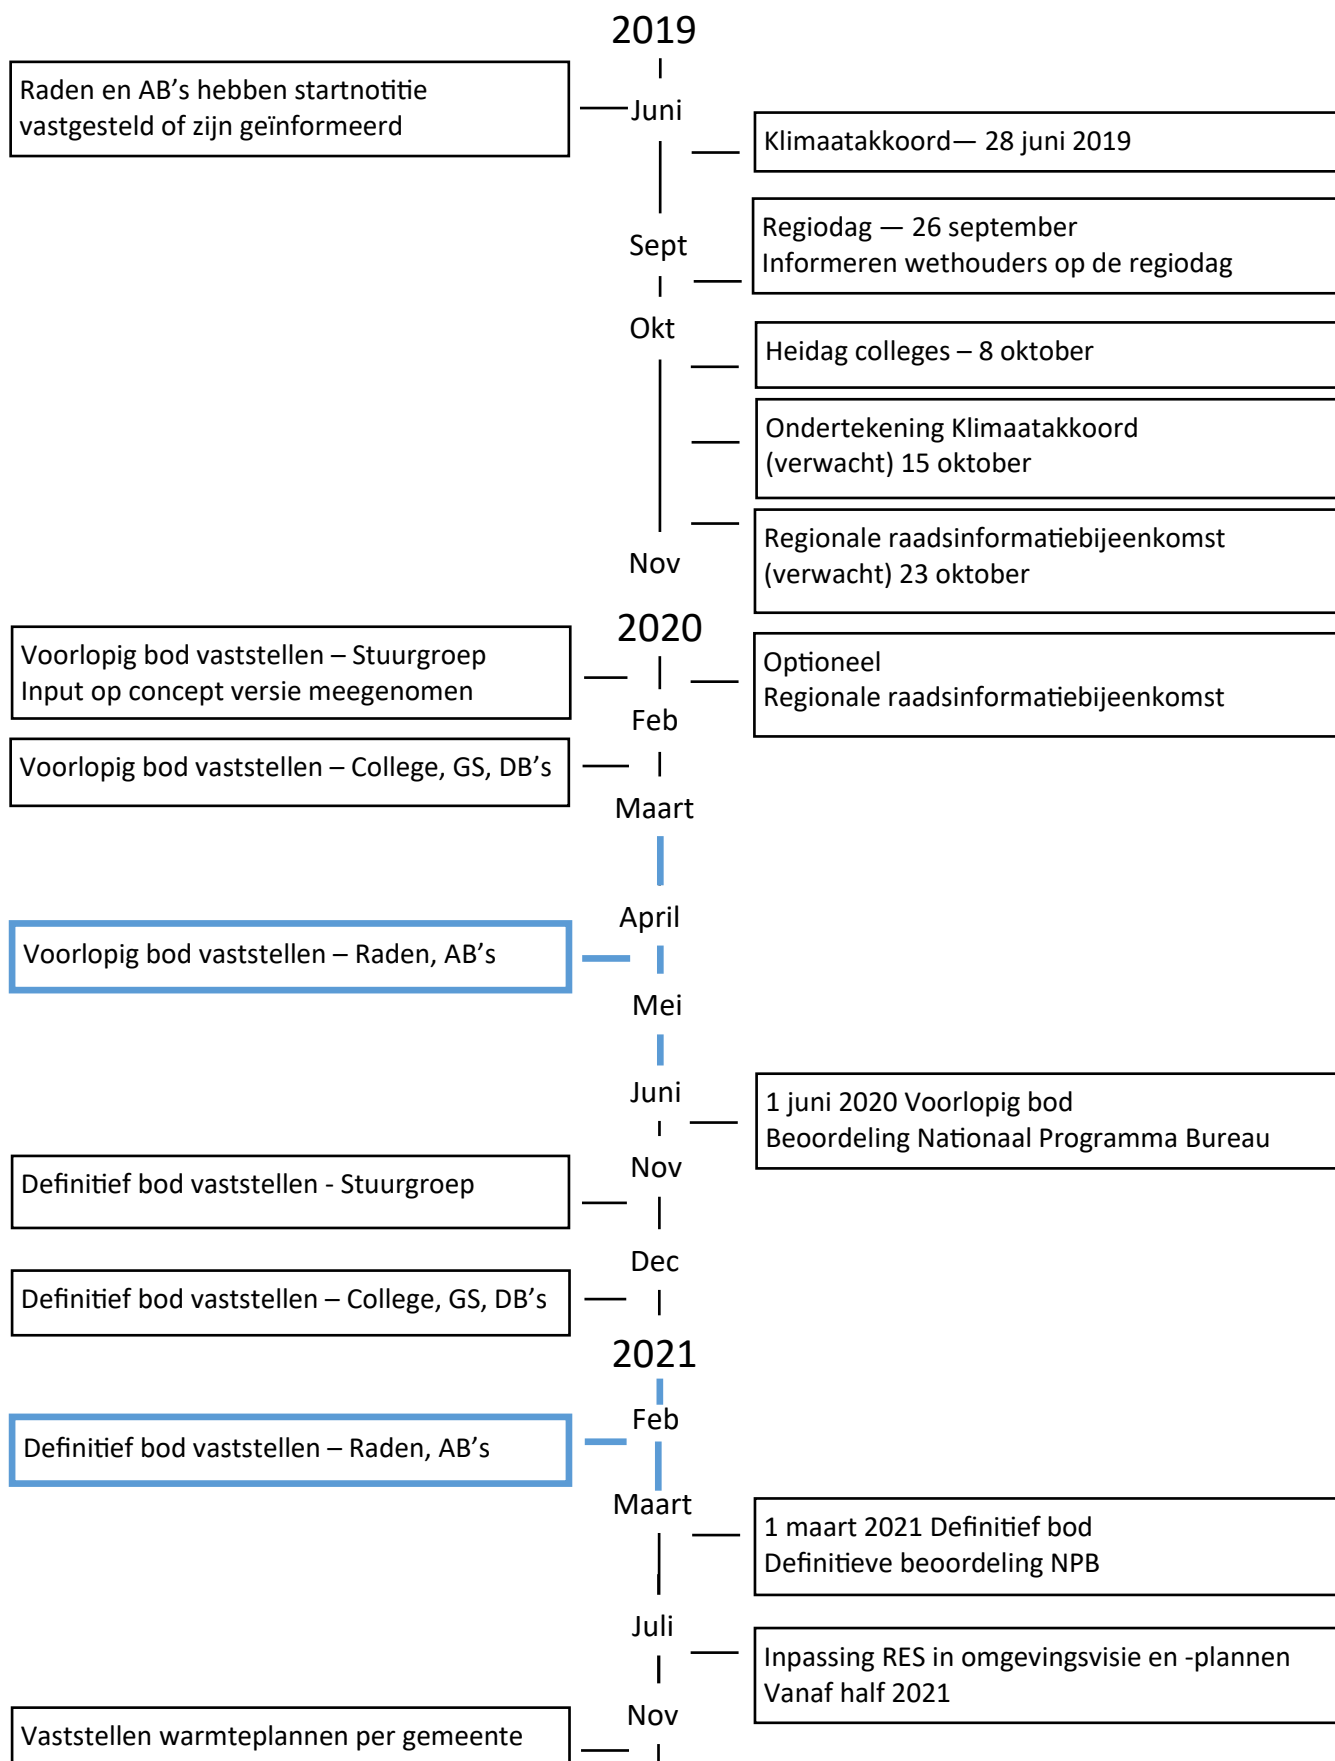 2019
Raden en AB’s hebben startnotitie
vastgesteld of zijn geïnformeerd
Juni
Klimaatakkoord— 28 juni 2019
Sept
Regiodag — 26 september
Informeren wethouders op de regiodag
Okt
Heidag colleges – 8 oktober
Ondertekening Klimaatakkoord
(verwacht) 15 oktober
Regionale raadsinformatiebijeenkomst
(verwacht) 23 oktober
Nov
2020
Voorlopig bod vaststellen – Stuurgroep
Input op concept versie meegenomen
Optioneel
Regionale raadsinformatiebijeenkomst
Feb
Voorlopig bod vaststellen – College, GS, DB’s
Maart
April
Voorlopig bod vaststellen – Raden, AB’s
Mei
Juni
1 juni 2020 Voorlopig bod
Beoordeling Nationaal Programma Bureau
Nov
Definitief bod vaststellen - Stuurgroep
Dec
Definitief bod vaststellen – College, GS, DB’s
2021
Feb
Definitief bod vaststellen – Raden, AB’s
Maart
1 maart 2021 Definitief bod
Definitieve beoordeling NPB
Juli
Inpassing RES in omgevingsvisie en -plannen
Vanaf half 2021
Nov
Vaststellen warmteplannen per gemeente